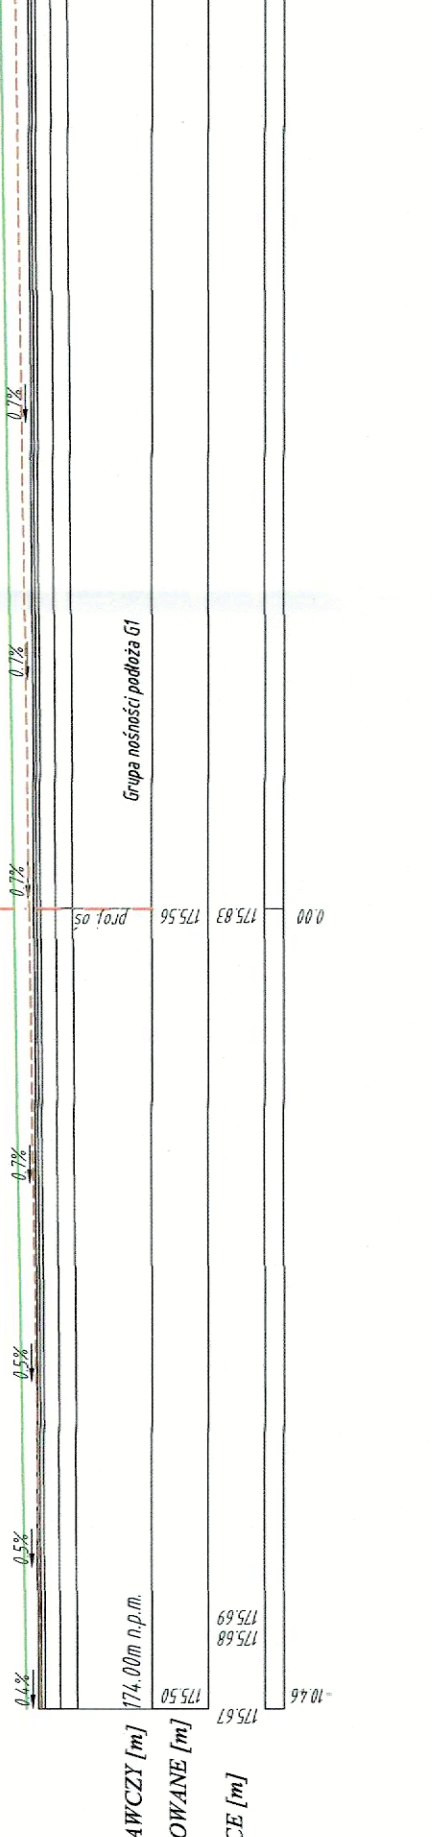 0.4%
0.5%
0.5%
0.7%
0.7%
0.7%
0.7%
Grupa nośności podłoża G1
proj. oś
AWCZY [m] 174.00m n.p.m.
OWANE [m] 175.50 175.56
CE [m] 175.67 175.68 175.69 175.83
-10.46 0.00